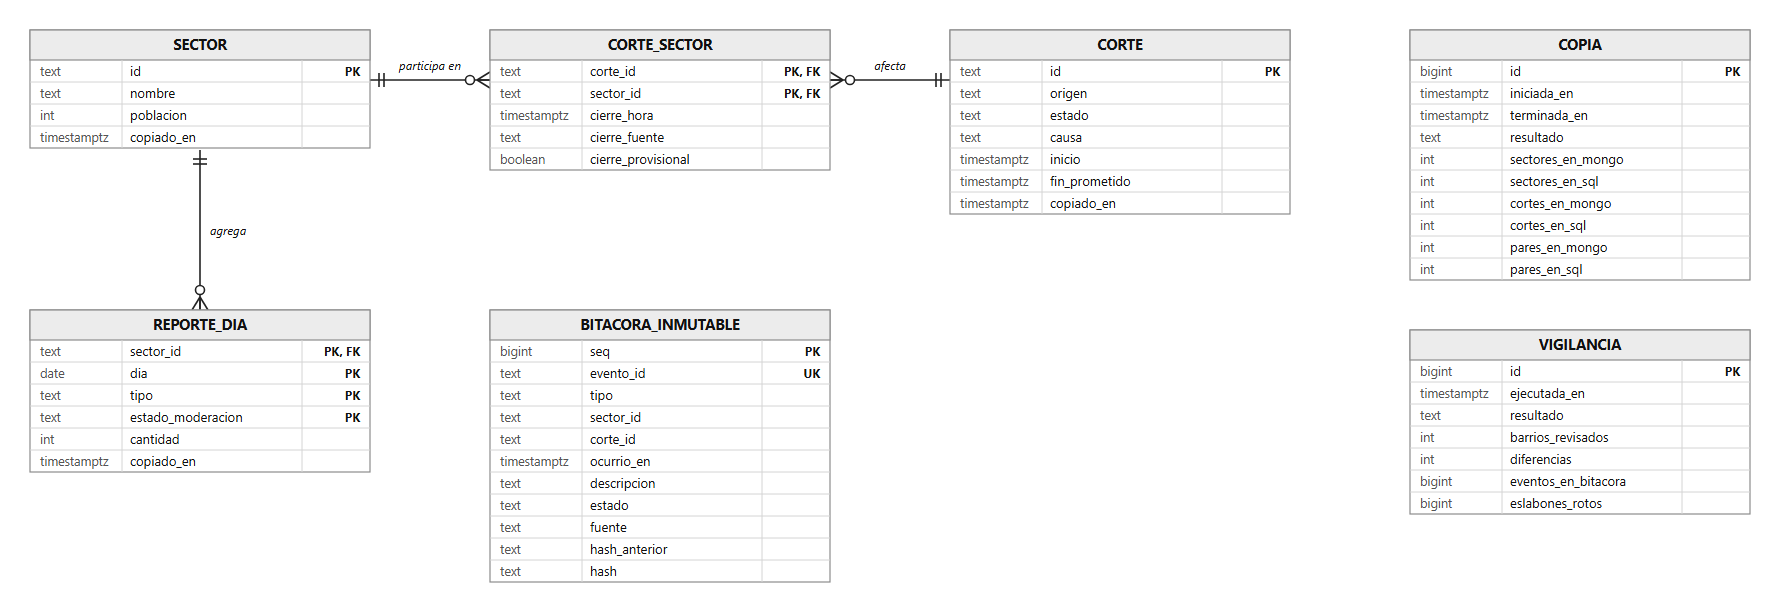 SECTOR
text id PK
text nombre
int poblacion
timestamptz copiado_en
participa en
CORTE_SECTOR
text corte_id PK, FK
text sector_id PK, FK
timestamptz cierre_hora
text cierre_fuente
boolean cierre_provisional
afecta
CORTE
text id PK
text origen
text estado
text causa
timestamptz inicio
timestamptz fin_prometido
timestamptz copiado_en
COPIA
bigint id PK
timestamptz iniciada_en
timestamptz terminada_en
text resultado
int sectores_en_mongo
int sectores_en_sql
int cortes_en_mongo
int cortes_en_sql
int pares_en_mongo
int pares_en_sql
agrega
REPORTE_DIA
text sector_id PK, FK
date dia PK
text tipo PK
text estado_moderacion PK
int cantidad
timestamptz copiado_en
BITACORA_INMUTABLE
bigint seq PK
text evento_id UK
text tipo
text sector_id
text corte_id
timestamptz ocurrio_en
text descripcion
text estado
text fuente
text hash_anterior
text hash
VIGILANCIA
bigint id PK
timestamptz ejecutada_en
text resultado
int barrios_revisados
int diferencias
bigint eventos_en_bitacora
bigint eslabones_rotos